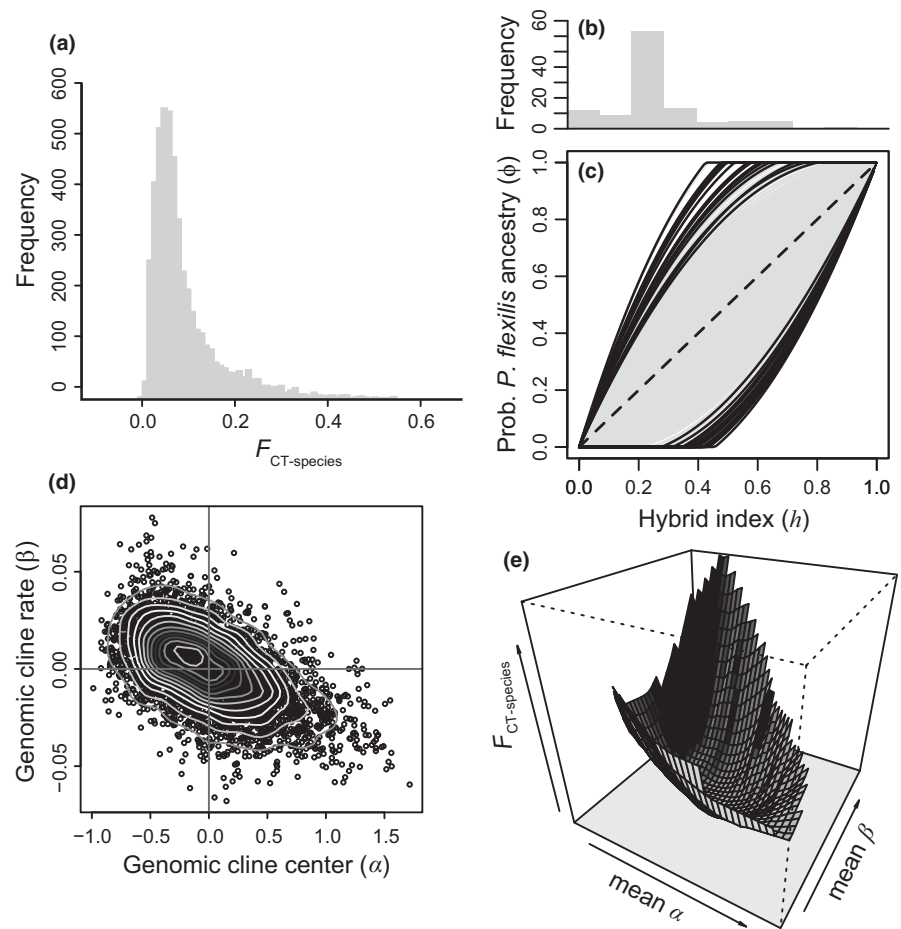 (a)
Frequency
600
500
400
300
200
100
0
0.0 0.2 0.4 0.6
F CT-species
(b)
Frequency
60
40
20
0
(c)
Prob. P. flexilis ancestry (ϕ)
1.0
0.8
0.6
0.4
0.2
0.0
0.0 0.2 0.4 0.6 0.8 1.0
Hybrid index (h)
(d)
Genomic cline rate (β)
0.05
0.00
−0.05
−1.0 −0.5 0.0 0.5 1.0 1.5
Genomic cline center (α)
(e)
F CT-species
mean α
mean β